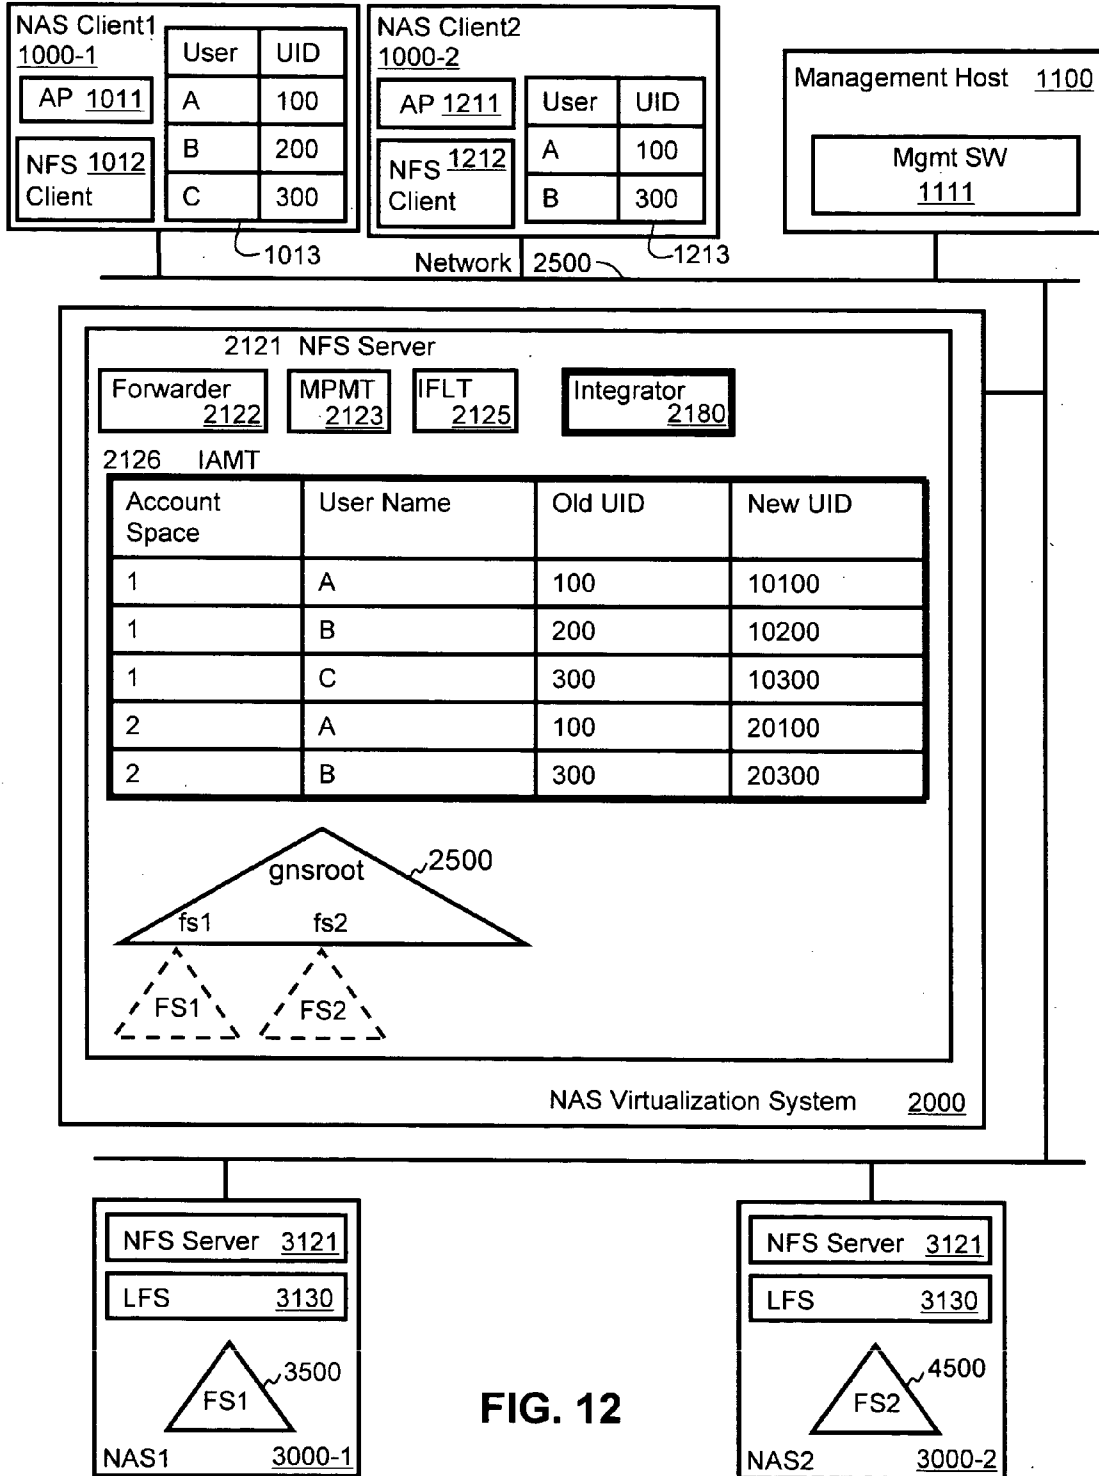 NAS Client1
1000-1
AP 1011
NFS 1012
Client
User UID
A 100
B 200
C 300
1013
NAS Client2
1000-2
AP 1211
NFS 1212
Client
User UID
A 100
B 300
1213
Management Host 1100
Mgmt SW
1111
Network 2500
2121 NFS Server
Forwarder
2122
MPMT
2123
IFLT
2125
Integrator
2180
2126 IAMT
Account Space User Name Old UID New UID
1 A 100 10100
1 B 200 10200
1 C 300 10300
2 A 100 20100
2 B 300 20300
gnsroot
2500
fs1 fs2
FS1 FS2
NAS Virtualization System 2000
NFS Server 3121
LFS 3130
FS1
3500
NAS1 3000-1
FIG. 12
NFS Server 3121
LFS 3130
FS2
4500
NAS2 3000-2